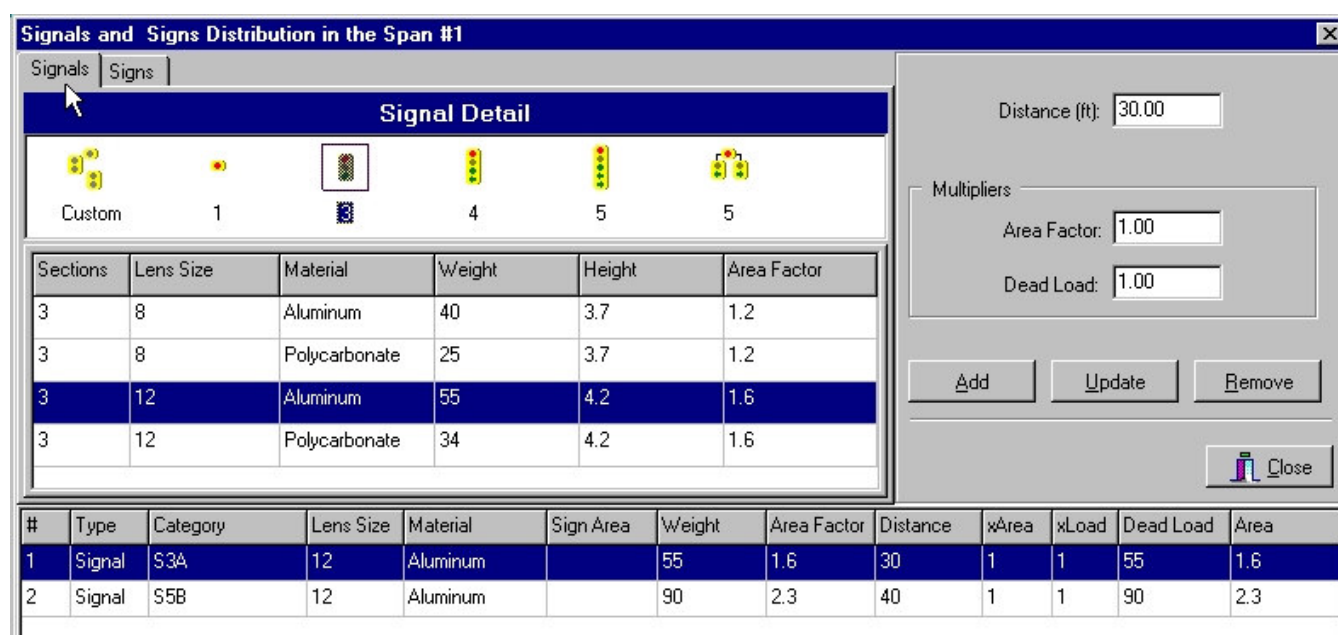 Signals and Signs Distribution in the Span #1
Signals Signs
Signal Detail
Custom 1 3 4 5 5
Sections Lens Size Material Weight Height Area Factor
3 8 Aluminum 40 3.7 1.2
3 8 Polycarbonate 25 3.7 1.2
3 12 Aluminum 55 4.2 1.6
3 12 Polycarbonate 34 4.2 1.6
Distance (ft): 30.00
Multipliers
Area Factor: 1.00
Dead Load: 1.00
Add Update Remove
Close
# Type Category Lens Size Material Sign Area Weight Area Factor Distance xArea xLoad Dead Load Area
1 Signal S3A 12 Aluminum 55 1.6 30 1 1 55 1.6
2 Signal S5B 12 Aluminum 90 2.3 40 1 1 90 2.3